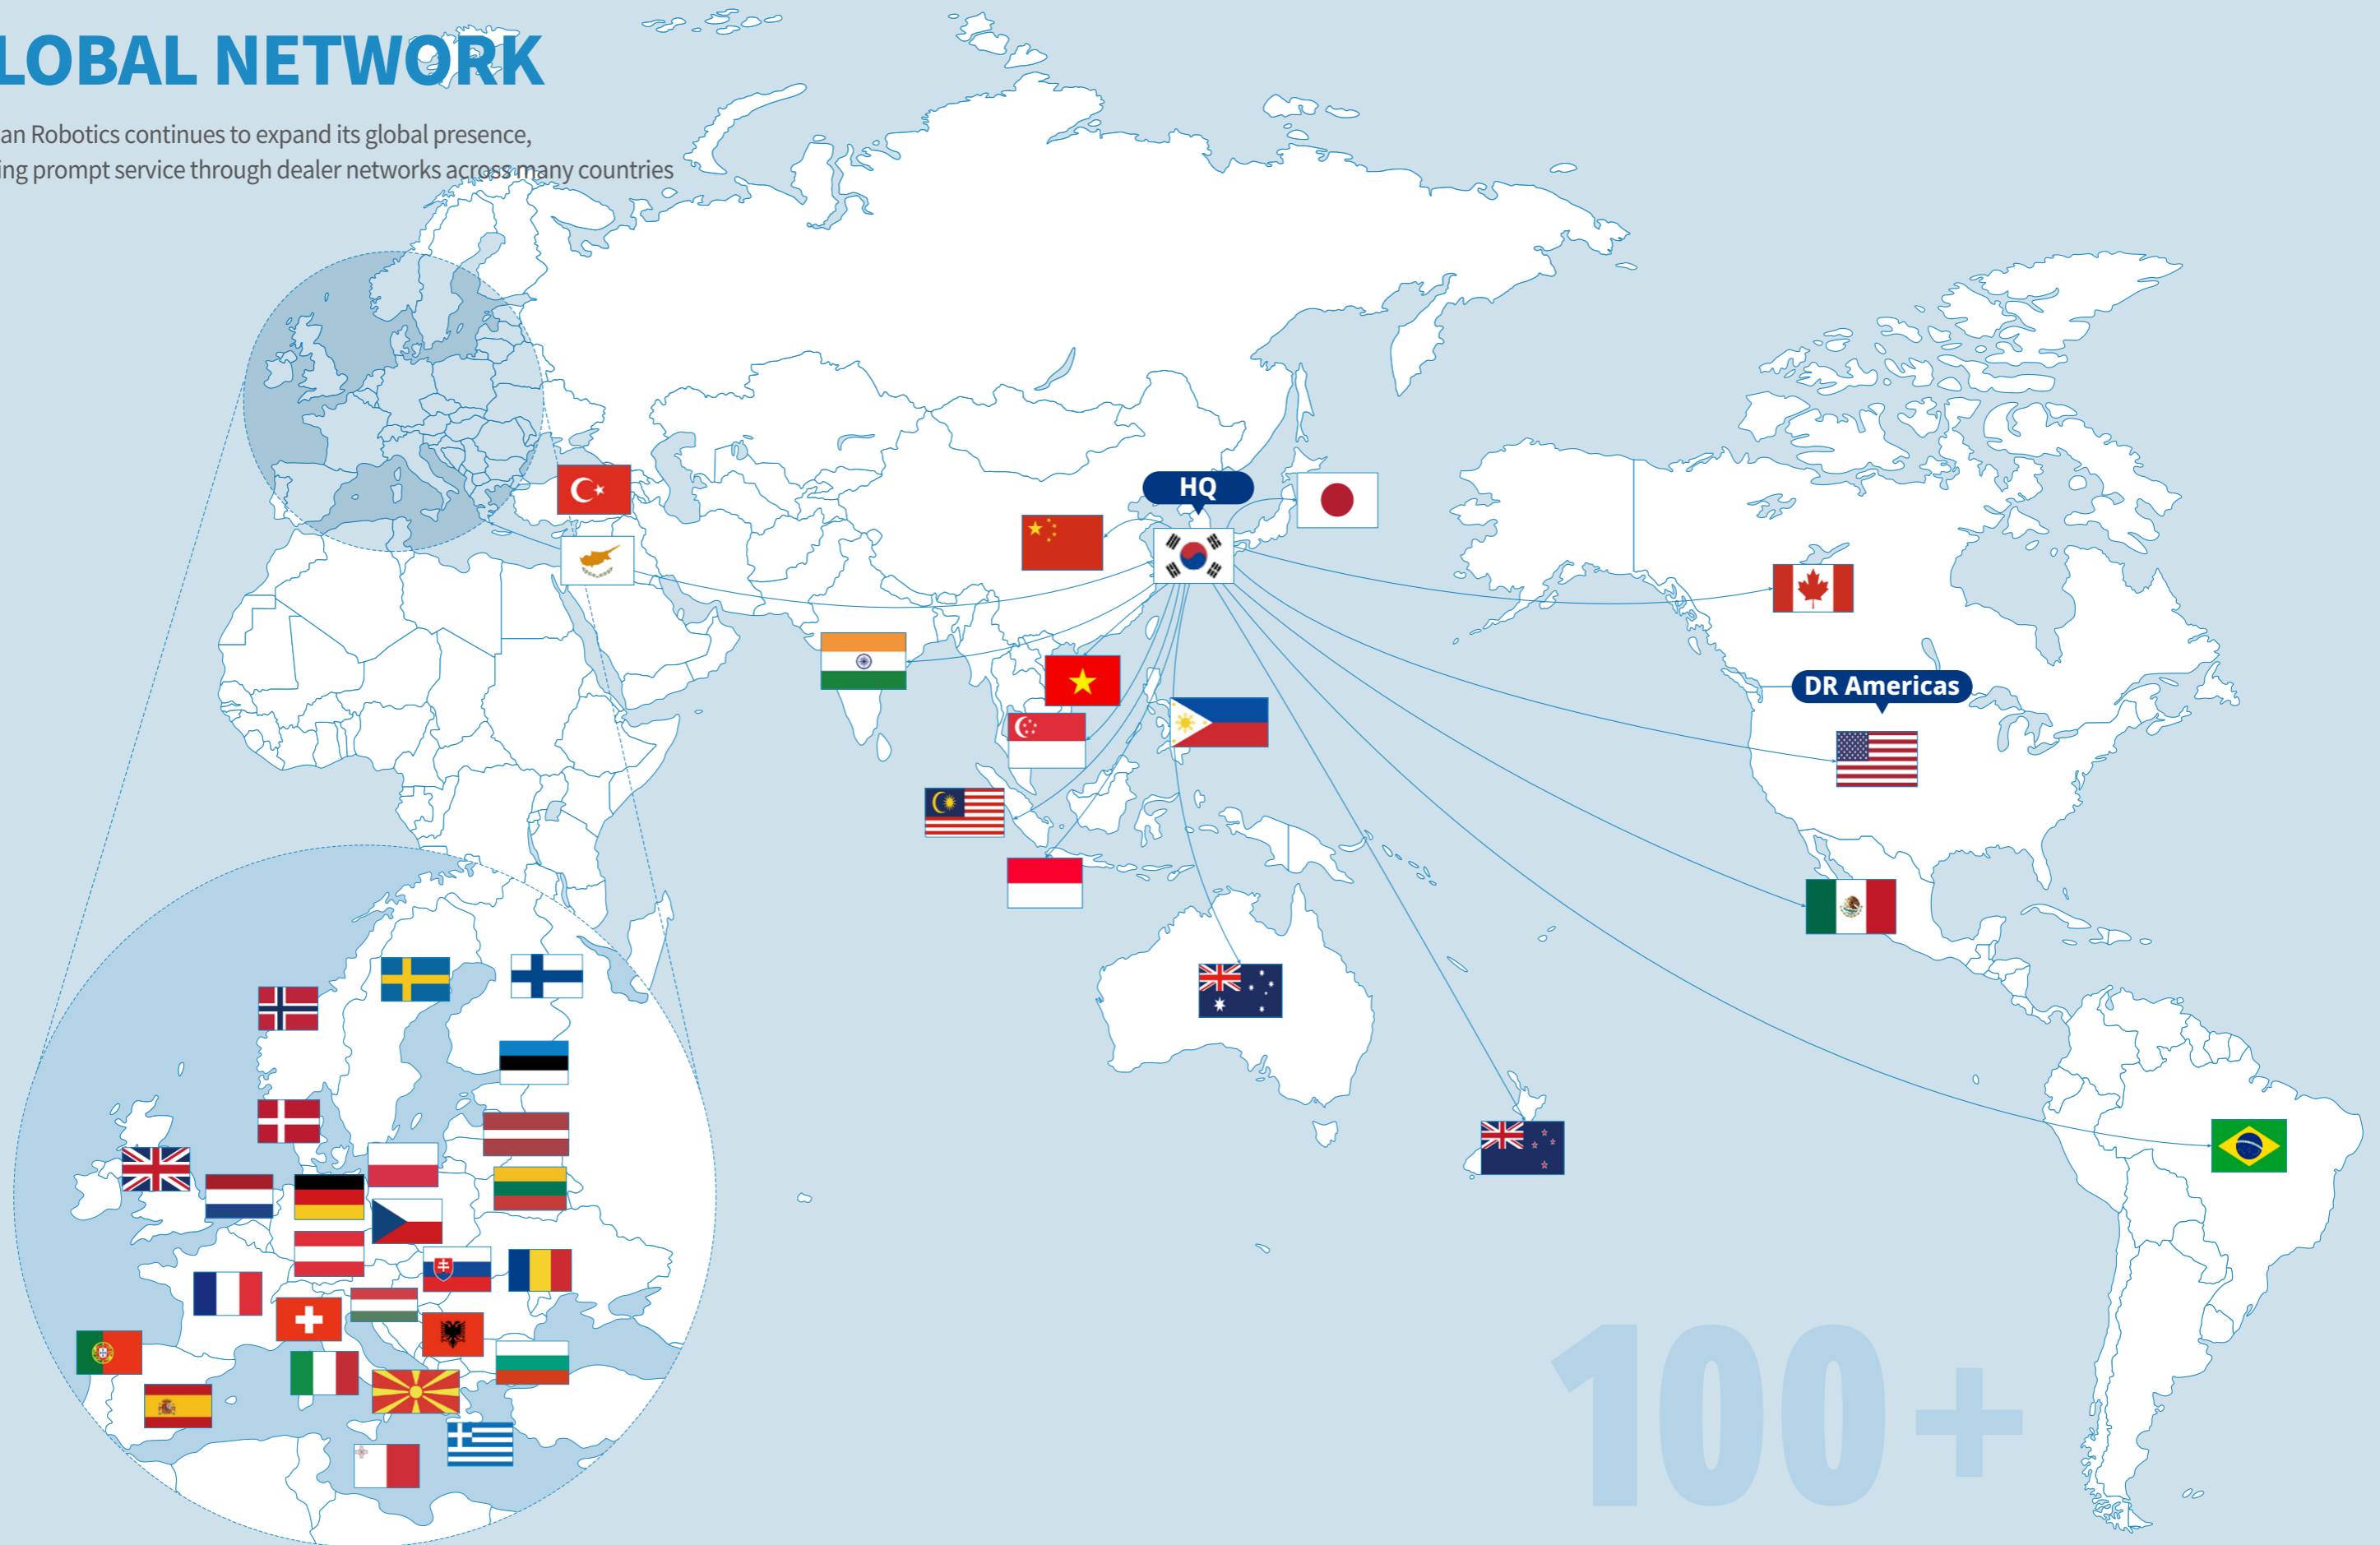 LOBAL NETWORK
an Robotics continues to expand its global presence,
ing prompt service through dealer networks across many countries
HQ
DR Americas
100+